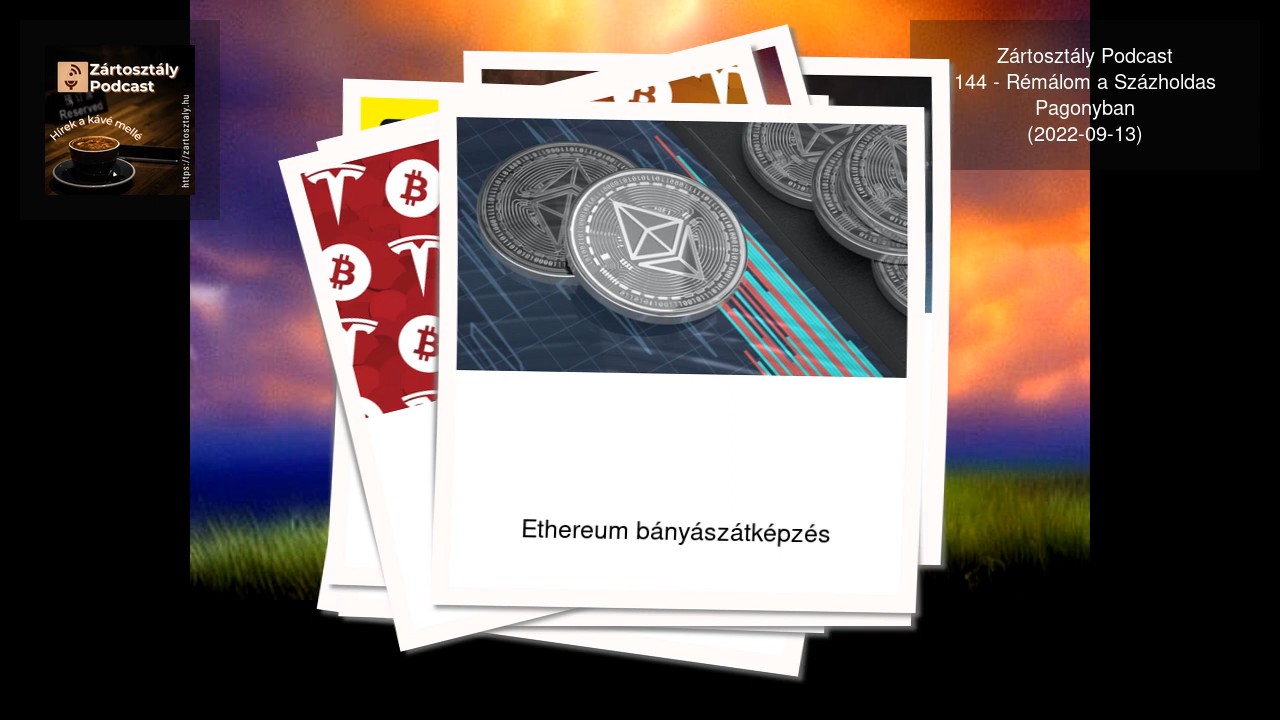 Zártosztály
Podcast
Reserved
Hírek a kávé mellé
https://zartosztaly.hu
Zártosztály Podcast
144 - Rémálom a Százholdas
Pagonyban
(2022-09-13)
Ethereum bányászátképzés